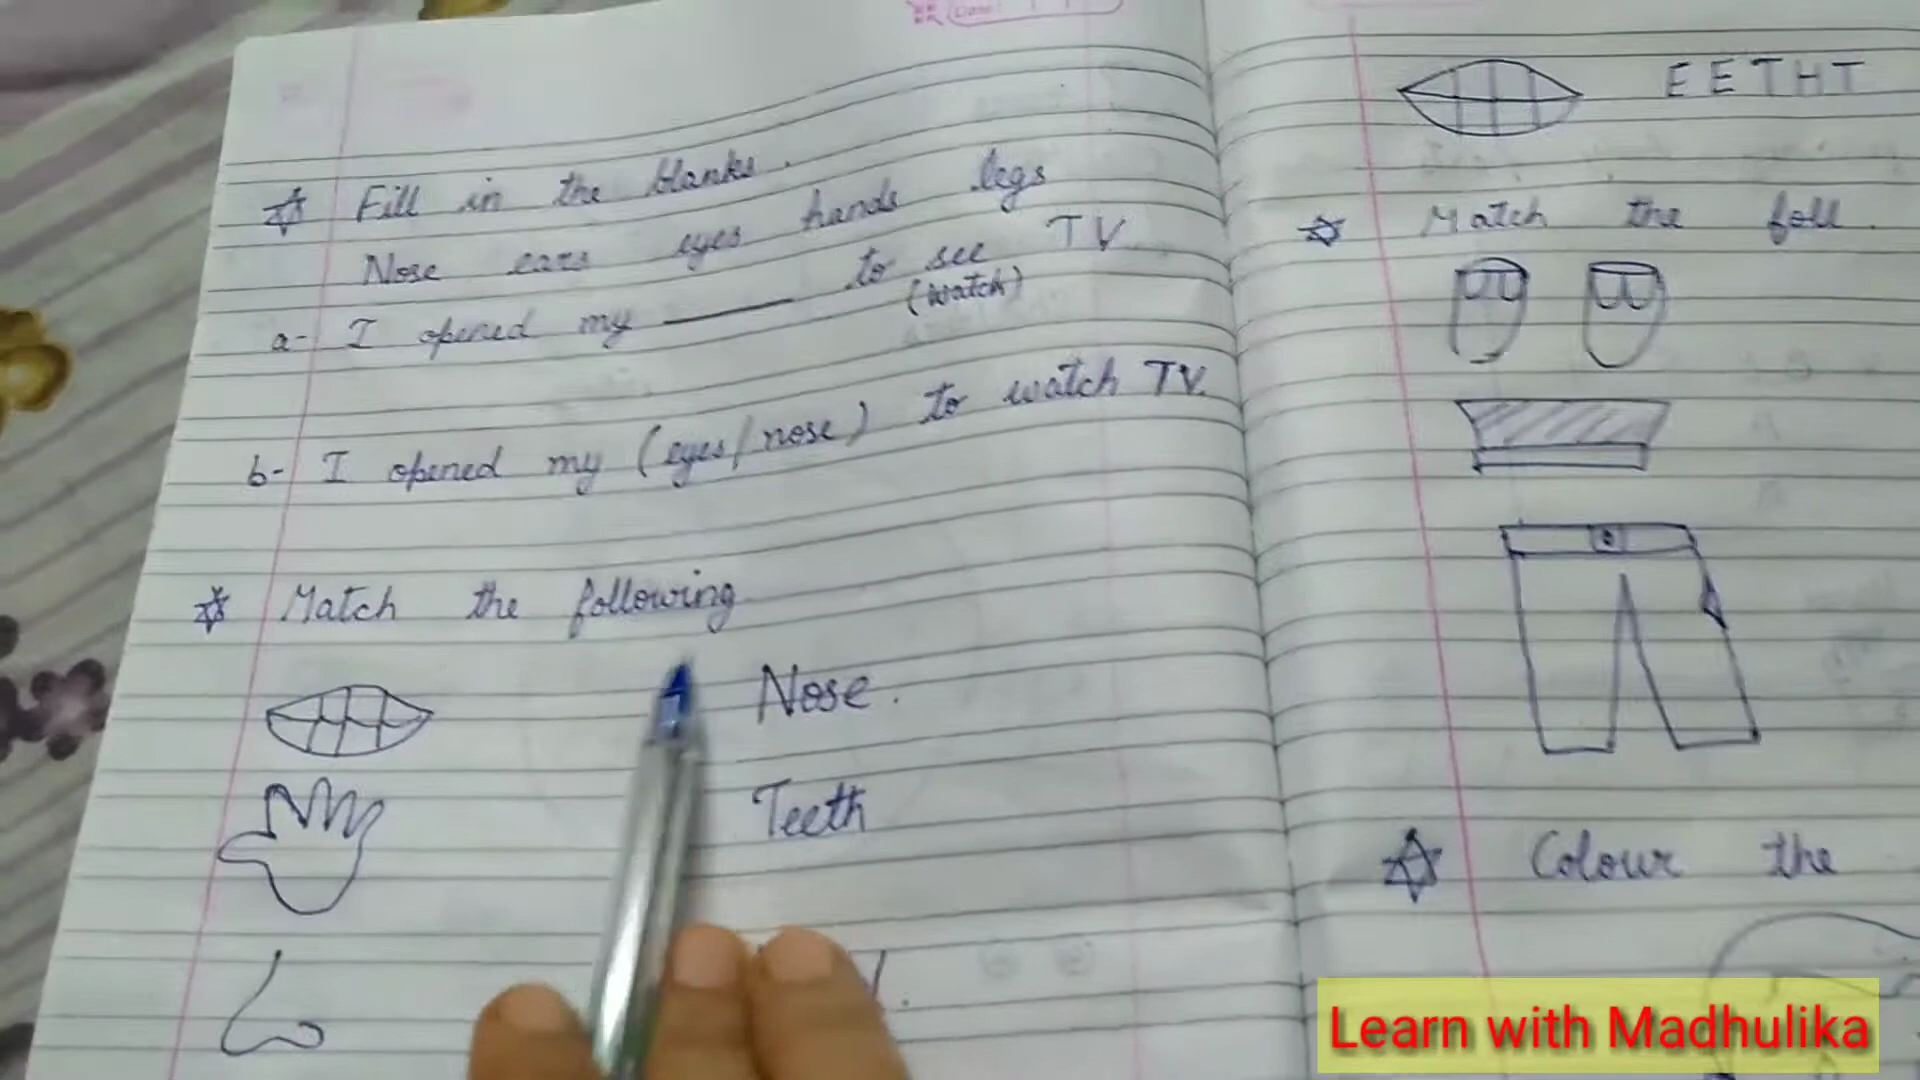 Fill in the blanks.
Nose ears eyes hands legs
a- I opened my ______ to see TV
(watch)
b- I opened my (eyes/nose) to watch TV.
Match the following
Nose.
Teeth
EETHT
Match the foll.
Colour the
Learn with Madhulika